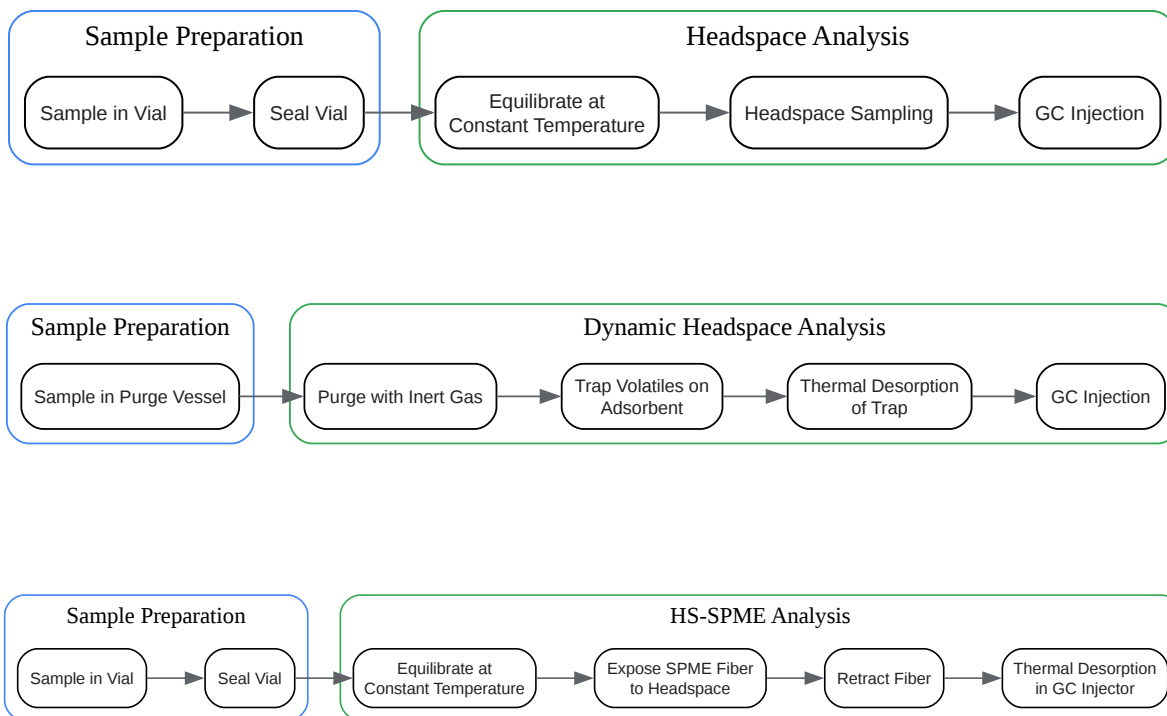 Sample Preparation
Headspace Analysis
Sample in Vial
Seal Vial
Equilibrate at
Constant Temperature
Headspace Sampling
GC Injection
Sample Preparation
Dynamic Headspace Analysis
Sample in Purge Vessel
Purge with Inert Gas
Trap Volatiles on
Adsorbent
Thermal Desorption
of Trap
GC Injection
Sample Preparation
HS-SPME Analysis
Sample in Vial
Seal Vial
Equilibrate at
Constant Temperature
Expose SPME Fiber
to Headspace
Retract Fiber
Thermal Desorption
in GC Injector